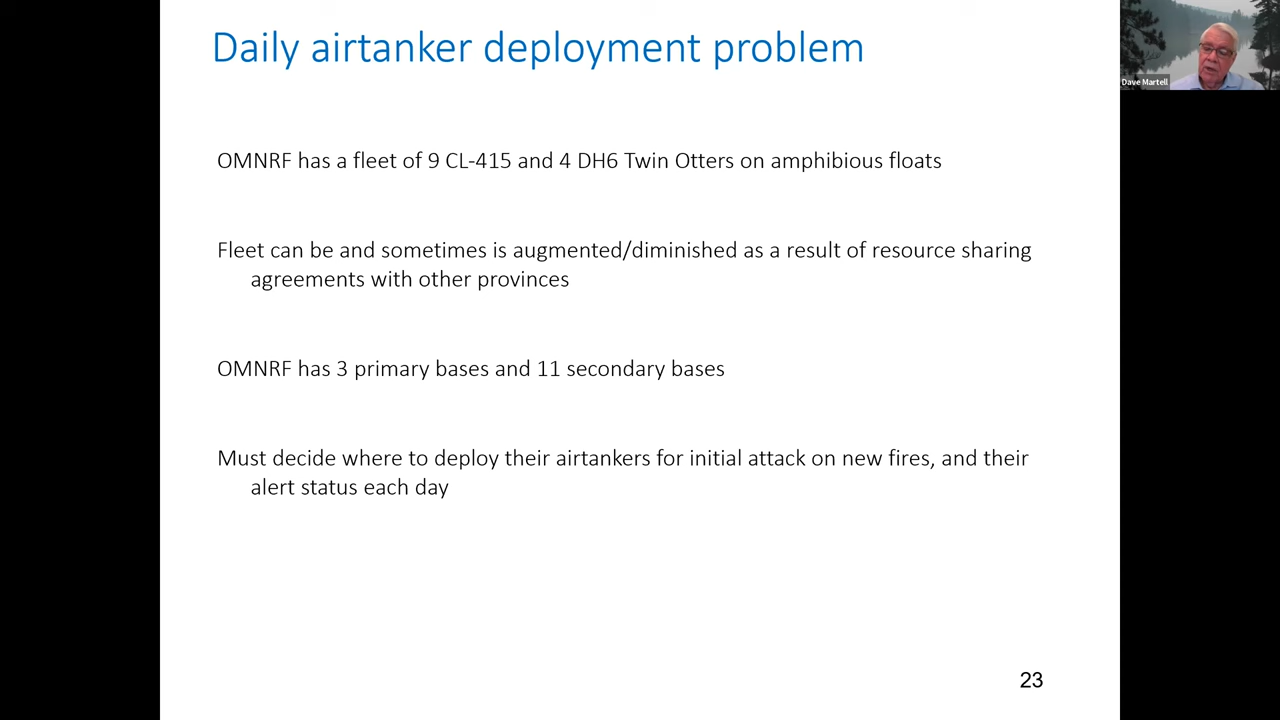 Daily airtanker deployment problem
Dave Martell
OMNRF has a fleet of 9 CL-415 and 4 DH6 Twin Otters on amphibious floats
Fleet can be and sometimes is augmented/diminished as a result of resource sharing
agreements with other provinces
OMNRF has 3 primary bases and 11 secondary bases
Must decide where to deploy their airtankers for initial attack on new fires, and their
alert status each day
23